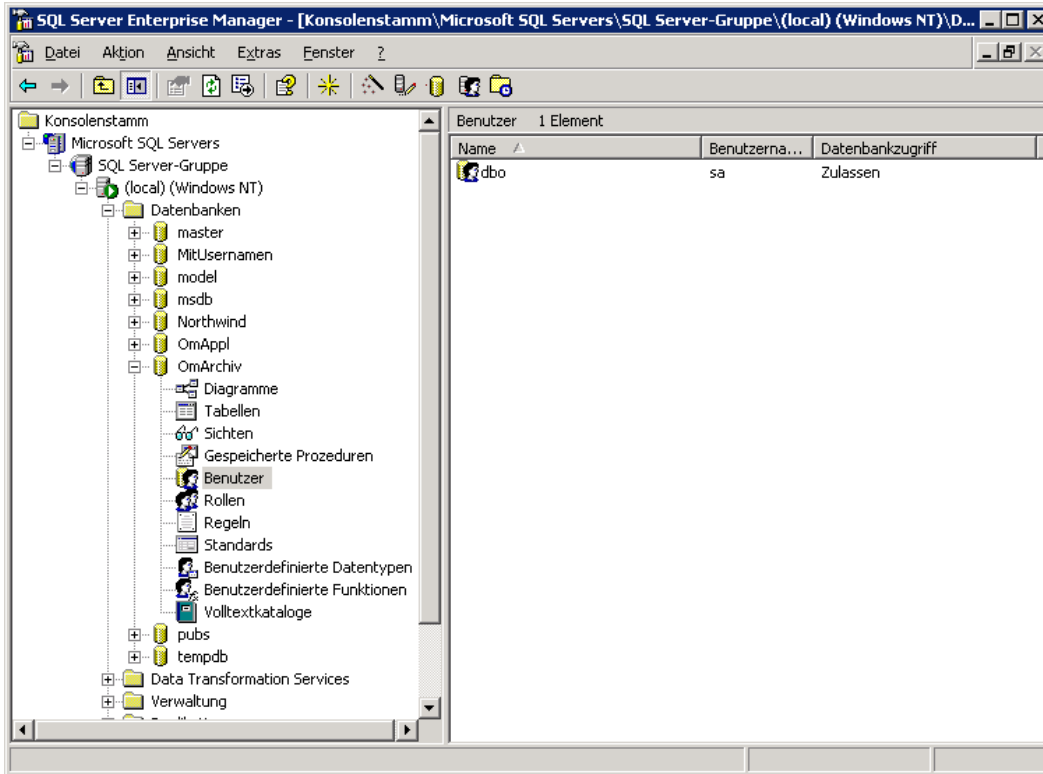 SQL Server Enterprise Manager - [Konsolenstamm\Microsoft SQL Servers\SQL Server-Gruppe\(local) (Windows NT)\D...
Datei Aktion Ansicht Extras Fenster ?
Konsolenstamm
Microsoft SQL Servers
SQL Server-Gruppe
(local) (Windows NT)
Datenbanken
master
MitUsernamen
model
msdb
Northwind
OmAppl
OmArchiv
Diagramme
Tabellen
Sichten
Gespeicherte Prozeduren
Benutzer
Rollen
Regeln
Standards
Benutzerdefinierte Datentypen
Benutzerdefinierte Funktionen
Volltextkataloge
pubs
tempdb
Data Transformation Services
Verwaltung
Benutzer 1 Element
Name Benutzerna... Datenbankzugriff
dbo sa Zulassen